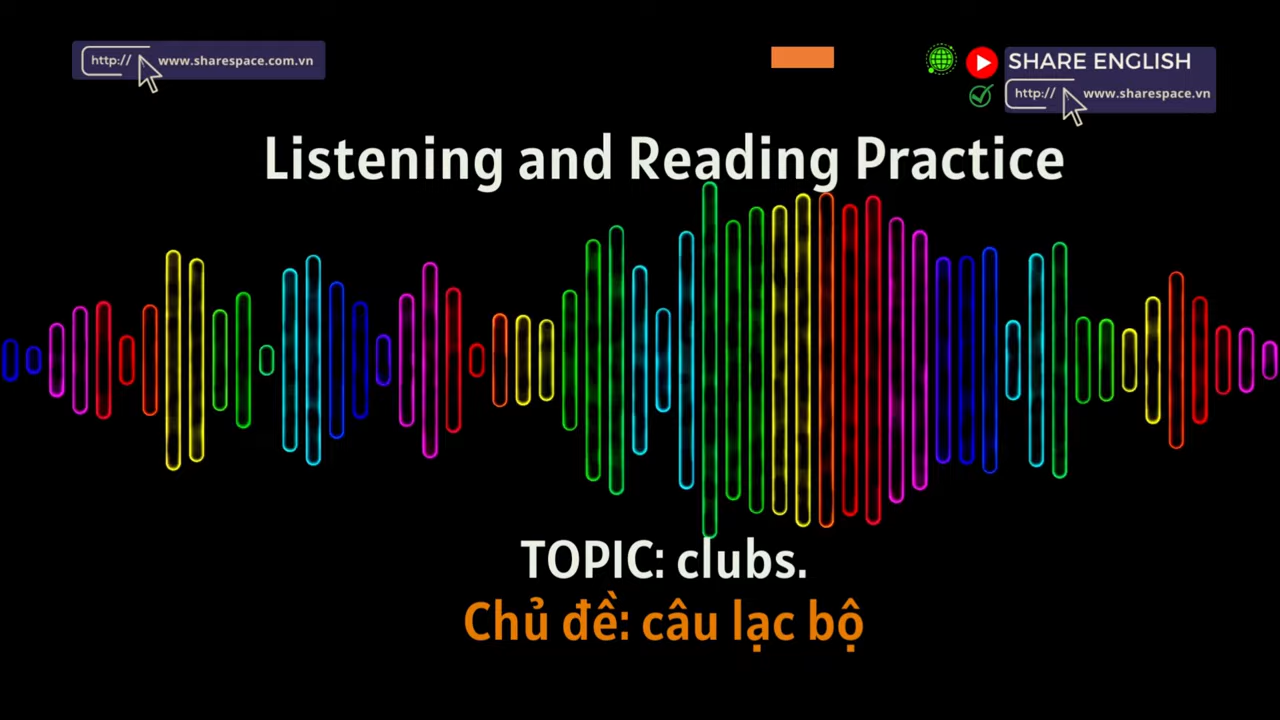 http://
www.sharespace.com.vn
SHARE ENGLISH
http://
www.sharespace.vn
Listening and Reading Practice
TOPIC: clubs.
Chủ đề: câu lạc bộ